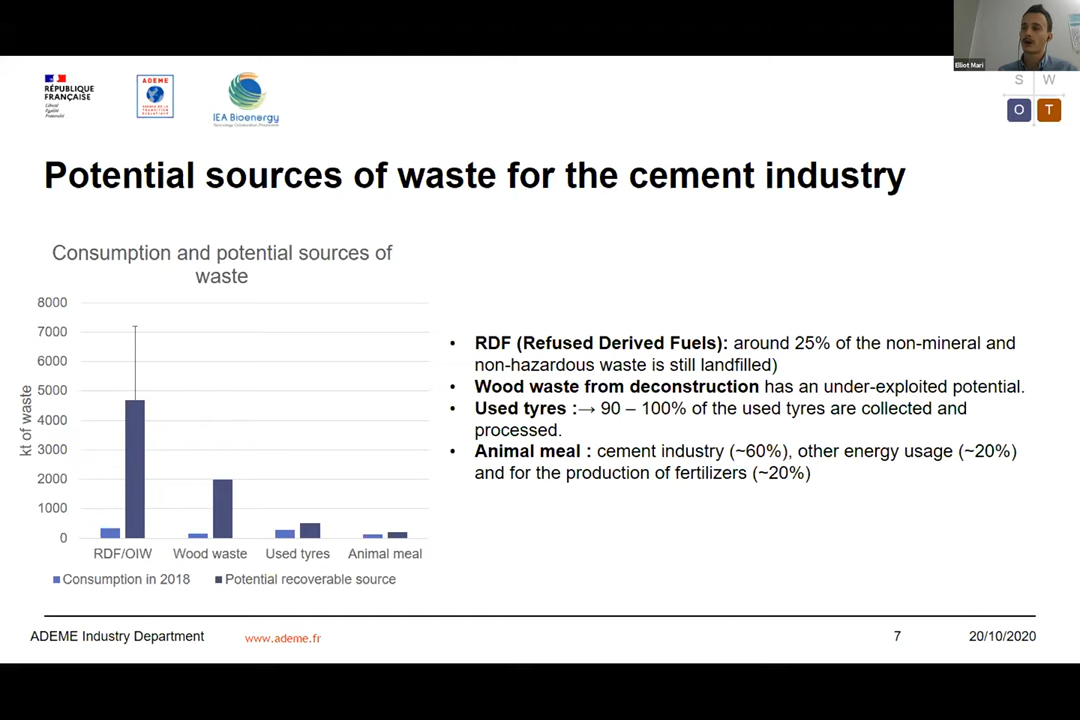 Elliot Mari
RÉPUBLIQUE
FRANÇAISE
Liberté
Égalité
Fraternité
ADEME
IEA Bioenergy
S W
O T
Potential sources of waste for the cement industry
Consumption and potential sources of
waste
8000
7000
6000
5000
4000
3000
2000
1000
0
kt of waste
RDF/OIW Wood waste Used tyres Animal meal
Consumption in 2018 Potential recoverable source
• RDF (Refused Derived Fuels): around 25% of the non-mineral and
non-hazardous waste is still landfilled)
• Wood waste from deconstruction has an under-exploited potential.
• Used tyres :→ 90 – 100% of the used tyres are collected and
processed.
• Animal meal : cement industry (~60%), other energy usage (~20%)
and for the production of fertilizers (~20%)
ADEME Industry Department www.ademe.fr 7 20/10/2020